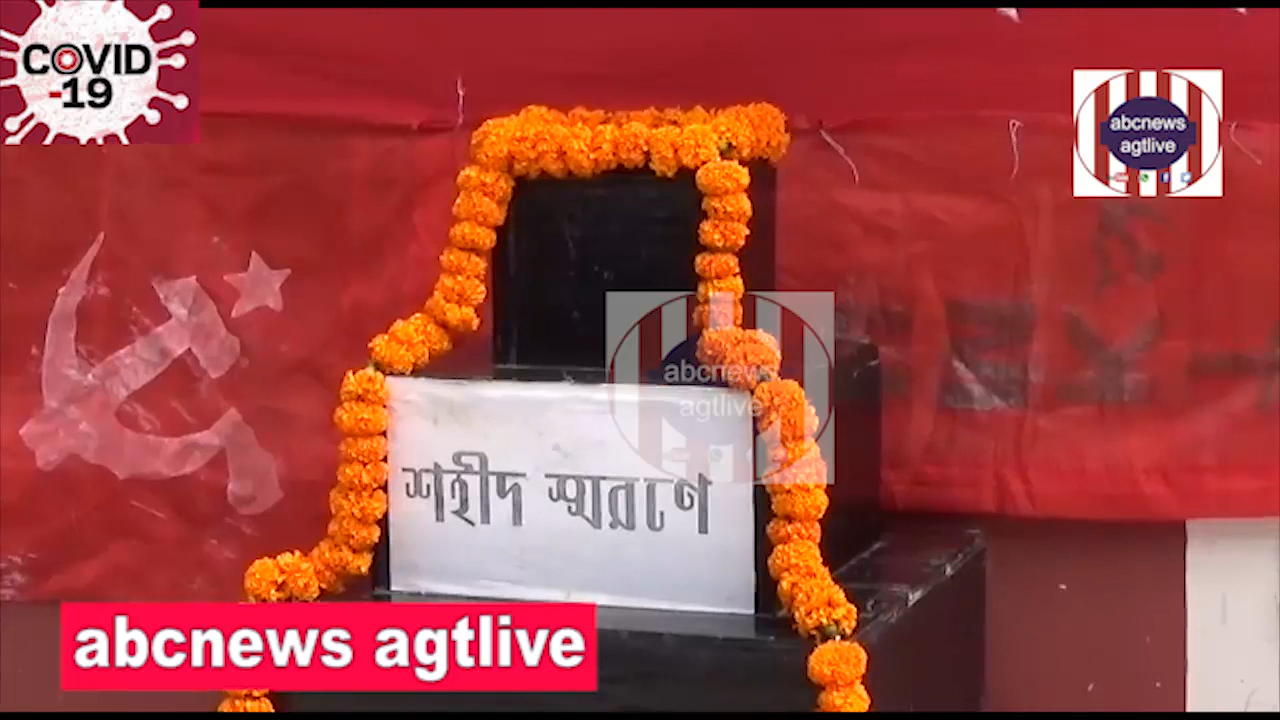 COVID
-19
abcnews
agtlive
abcnews
agtlive
শহীদ স্মরণে
abcnews agtlive